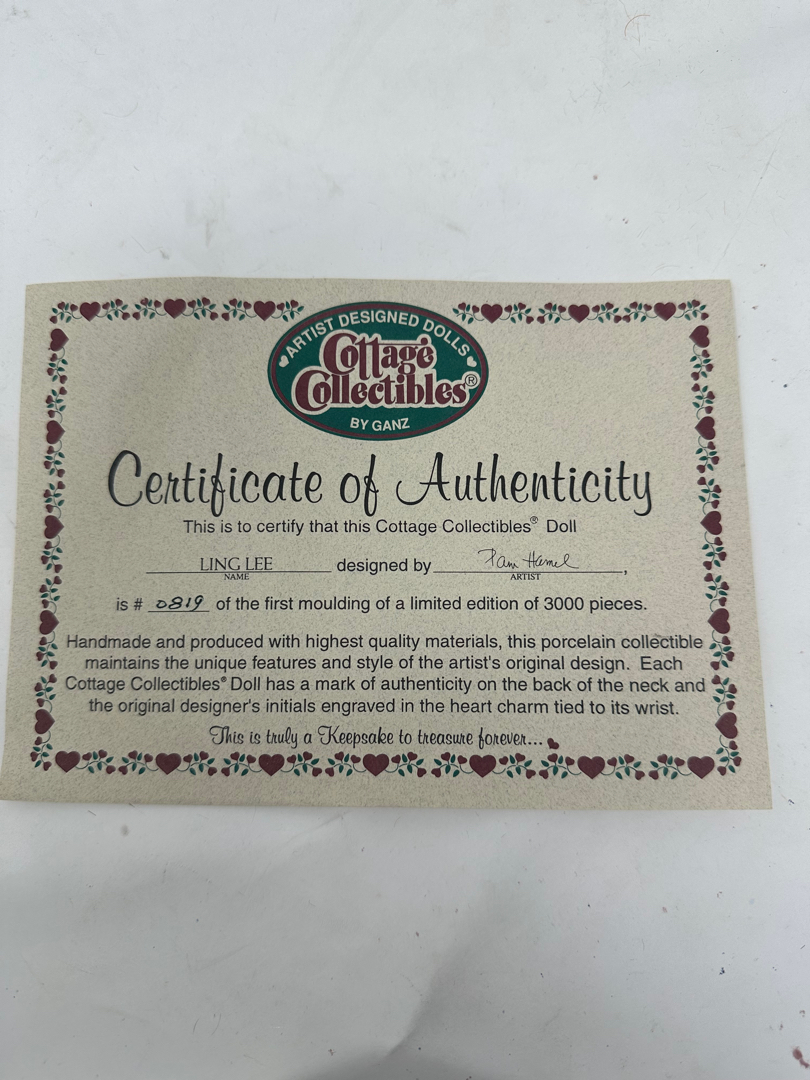 ARTIST DESIGNED DOLLS
Cottage
Collectibles®
BY GANZ
Certificate of Authenticity
This is to certify that this Cottage Collectibles® Doll
LING LEE designed by Pam Hamel,
NAME ARTIST
is # 0819 of the first moulding of a limited edition of 3000 pieces.
Handmade and produced with highest quality materials, this porcelain collectible
maintains the unique features and style of the artist's original design. Each
Cottage Collectibles® Doll has a mark of authenticity on the back of the neck and
the original designer's initials engraved in the heart charm tied to its wrist.
This is truly a Keepsake to treasure forever...